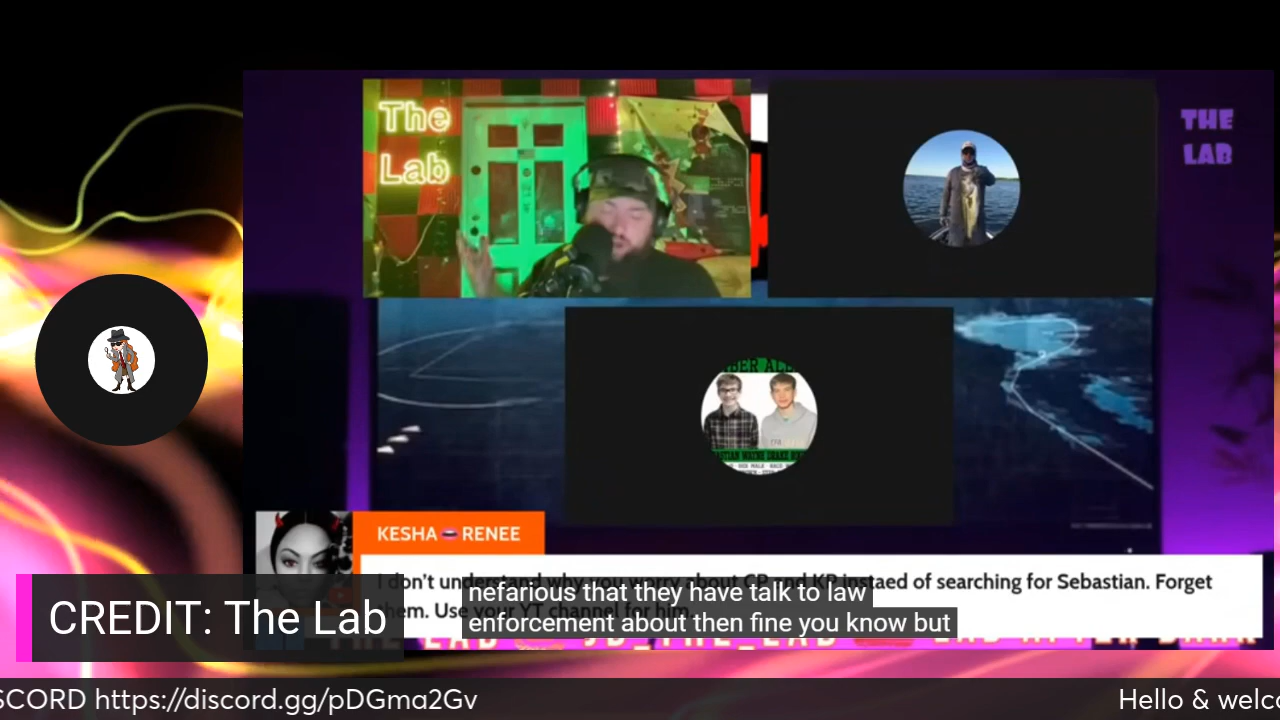 The
Lab
THE
LAB
KESHA RENEE
I don't understand why you worry about CP and KP instaed of searching for Sebastian. Forget
them. Use your YT channel for him.
nefarious that they have talk to law
enforcement about then fine you know but
CREDIT: The Lab
SCORD https://discord.gg/pDGma2Gv
Hello & welc